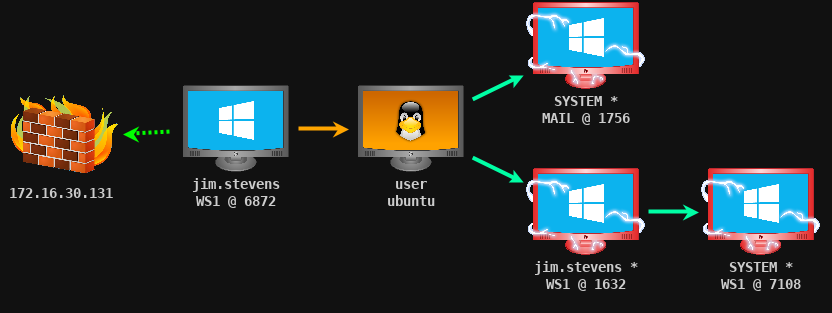 172.16.30.131
jim.stevens
WS1 @ 6872
user
ubuntu
SYSTEM *
MAIL @ 1756
jim.stevens *
WS1 @ 1632
SYSTEM *
WS1 @ 7108